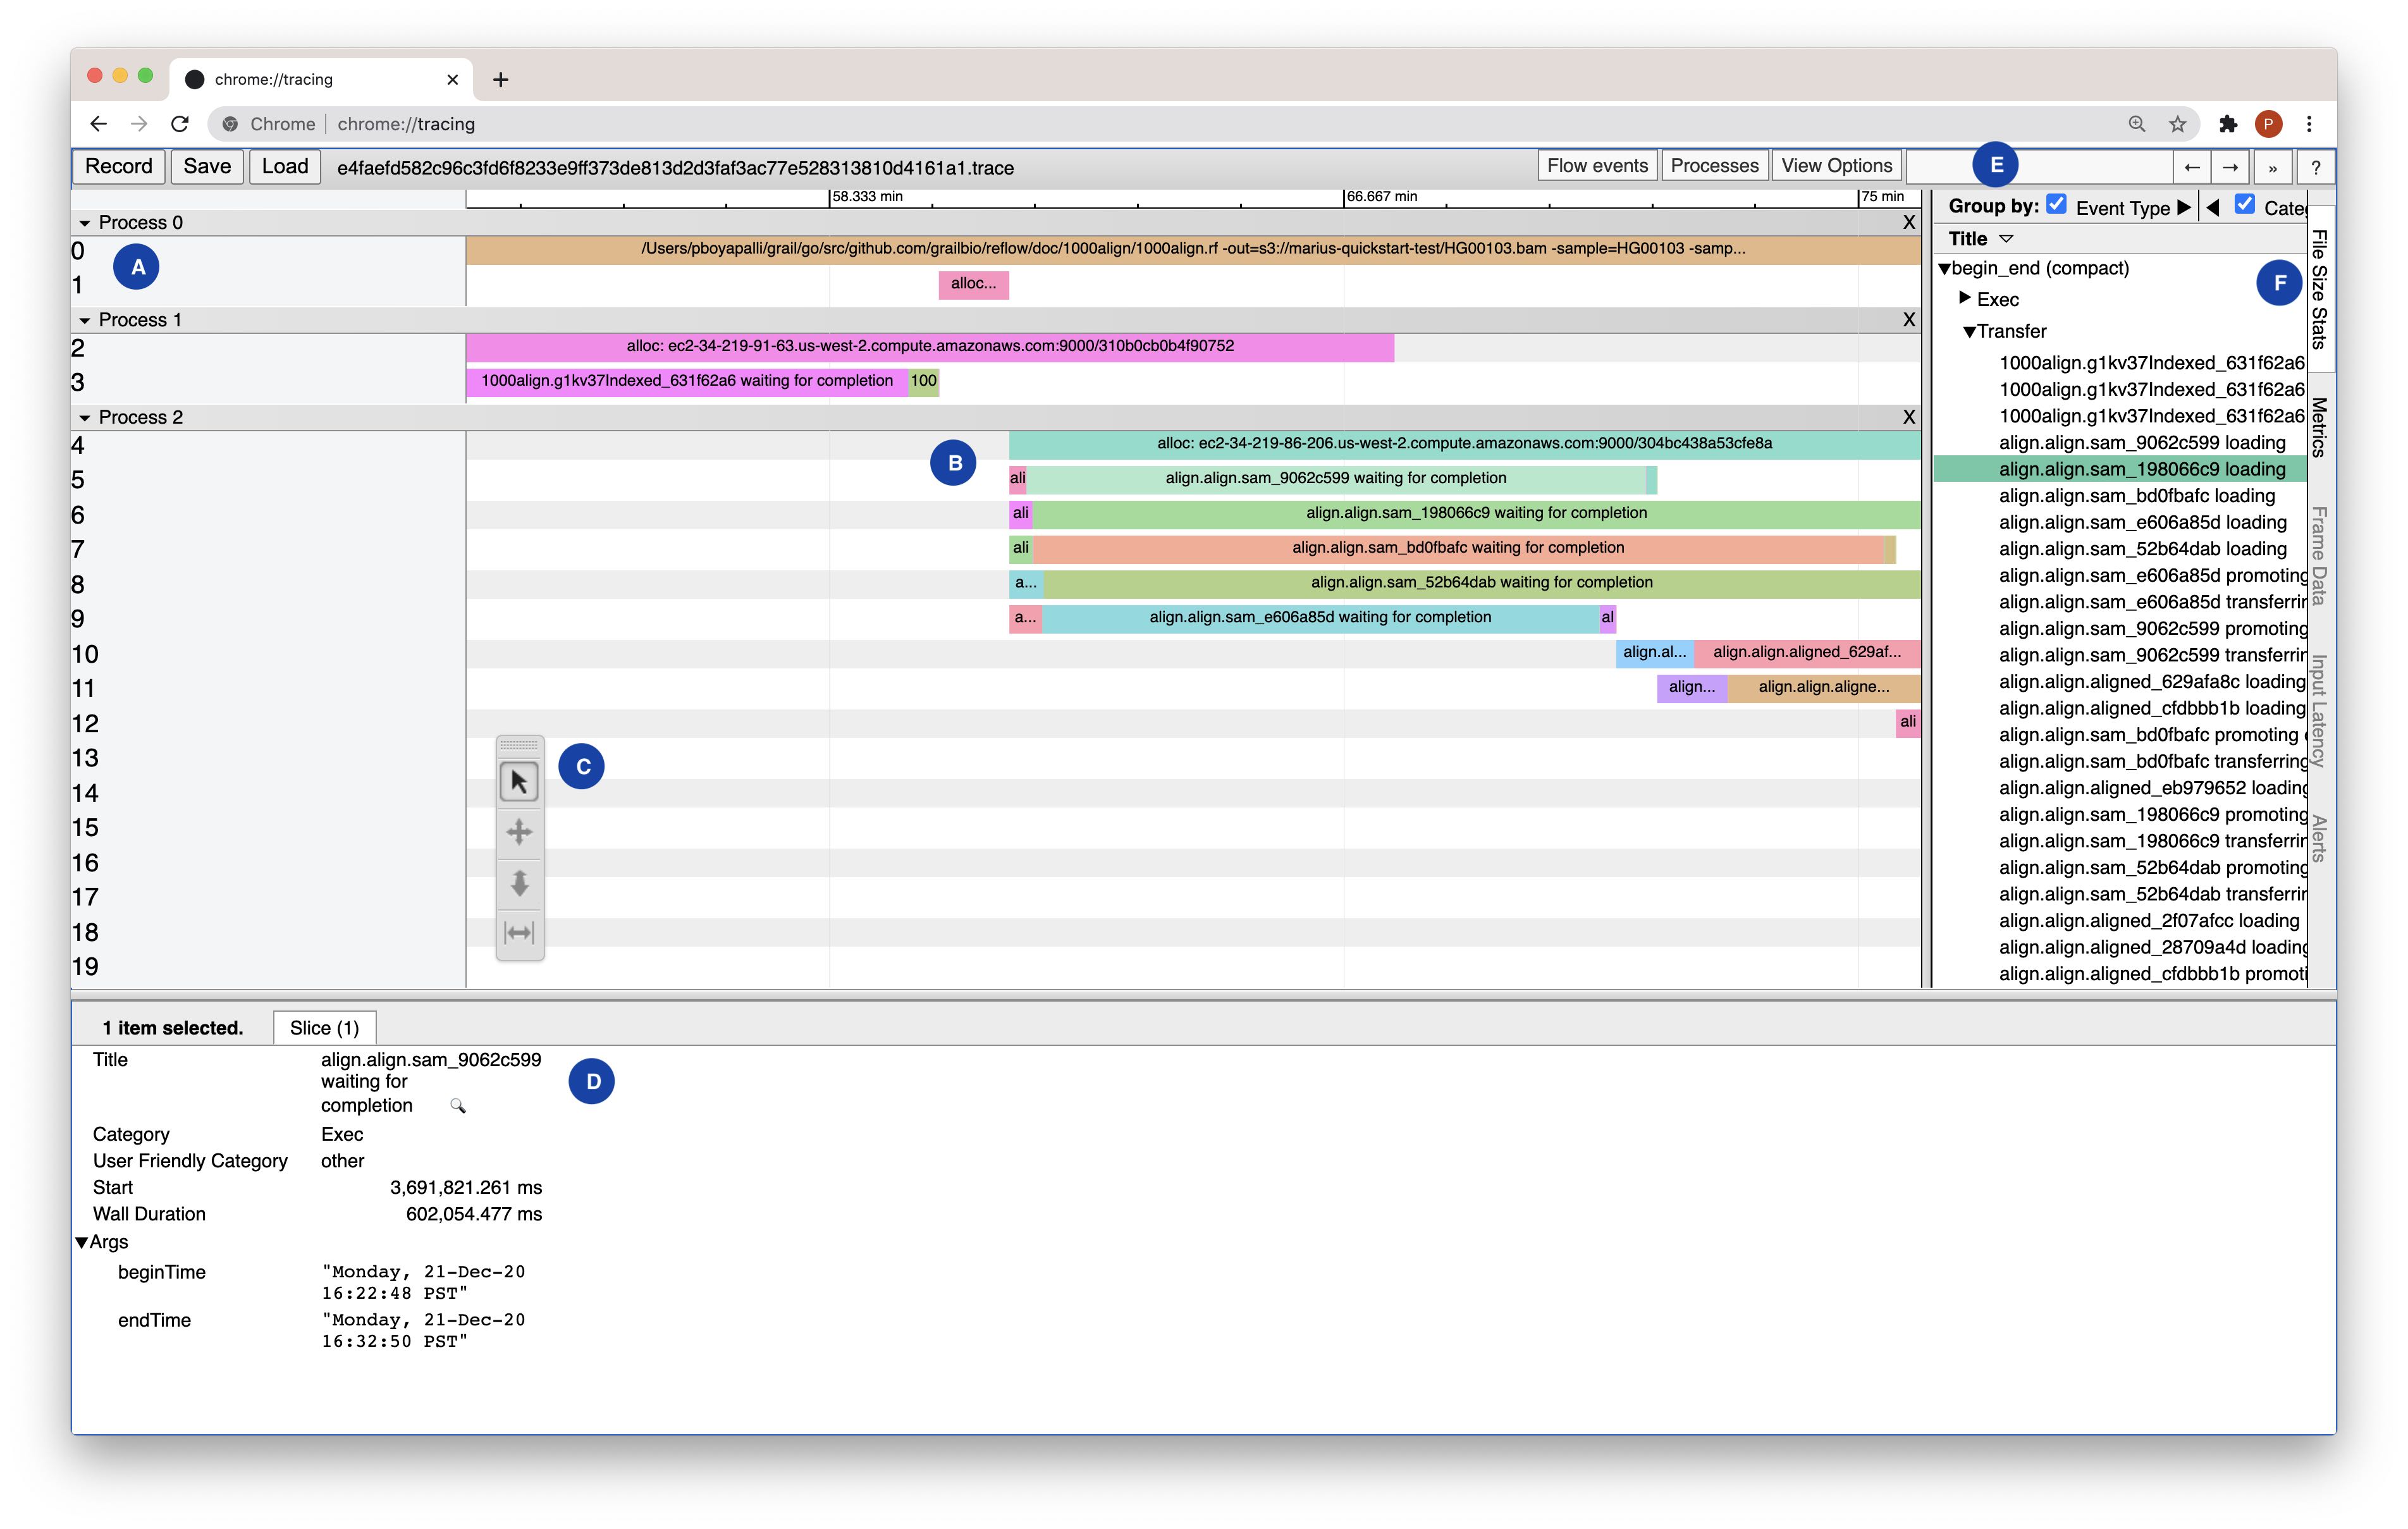 chrome://tracing
Chrome | chrome://tracing
P
Record Save Load e4faefd582c96c3fd6f8233e9ff373de813d2d3faf3ac77e528313810d4161a1.trace Flow events Processes View Options E ← → » ?
58.333 min 66.667 min 75 min
Process 0 X
0 /Users/pboyapalli/grail/go/src/github.com/grailbio/reflow/doc/1000align/1000align.rf -out=s3://marius-quickstart-test/HG00103.bam -sample=HG00103 -samp...
A
1 alloc...
Process 1 X
2 alloc: ec2-34-219-91-63.us-west-2.compute.amazonaws.com:9000/310b0cb0b4f90752
3 1000align.g1kv37Indexed_631f62a6 waiting for completion 100
Process 2 X
4 alloc: ec2-34-219-86-206.us-west-2.compute.amazonaws.com:9000/304bc438a53cfe8a
B
5 ali align.align.sam_9062c599 waiting for completion
6 ali align.align.sam_198066c9 waiting for completion
7 ali align.align.sam_bd0fbafc waiting for completion
8 a... align.align.sam_52b64dab waiting for completion
9 a... align.align.sam_e606a85d waiting for completion al
10 align.al... align.align.aligned_629af...
11 align... align.align.aligne...
12 ali
13
C
14
15
16
17
18
19
Group by: Event Type Cate
Title
begin_end (compact)
F
Exec
Transfer
1000align.g1kv37Indexed_631f62a6
1000align.g1kv37Indexed_631f62a6
1000align.g1kv37Indexed_631f62a6
align.align.sam_9062c599 loading
align.align.sam_198066c9 loading
align.align.sam_bd0fbafc loading
align.align.sam_e606a85d loading
align.align.sam_52b64dab loading
align.align.sam_e606a85d promoting
align.align.sam_e606a85d transferrin
align.align.sam_9062c599 promoting
align.align.sam_9062c599 transferrin
align.align.aligned_629afa8c loading
align.align.aligned_cfdbbb1b loading
align.align.sam_bd0fbafc promoting
align.align.sam_bd0fbafc transferring
align.align.aligned_eb979652 loading
align.align.sam_198066c9 promoting
align.align.sam_198066c9 transferrin
align.align.sam_52b64dab promoting
align.align.sam_52b64dab transferrin
align.align.aligned_2f07afcc loading
align.align.aligned_28709a4d loading
align.align.aligned_cfdbbb1b promoti
File Size Stats
Metrics
Frame Data
Input Latency
Alerts
1 item selected. Slice (1)
Title align.align.sam_9062c599
waiting for
completion
D
Category Exec
User Friendly Category other
Start 3,691,821.261 ms
Wall Duration 602,054.477 ms
Args
beginTime "Monday, 21-Dec-20
16:22:48 PST"
endTime "Monday, 21-Dec-20
16:32:50 PST"